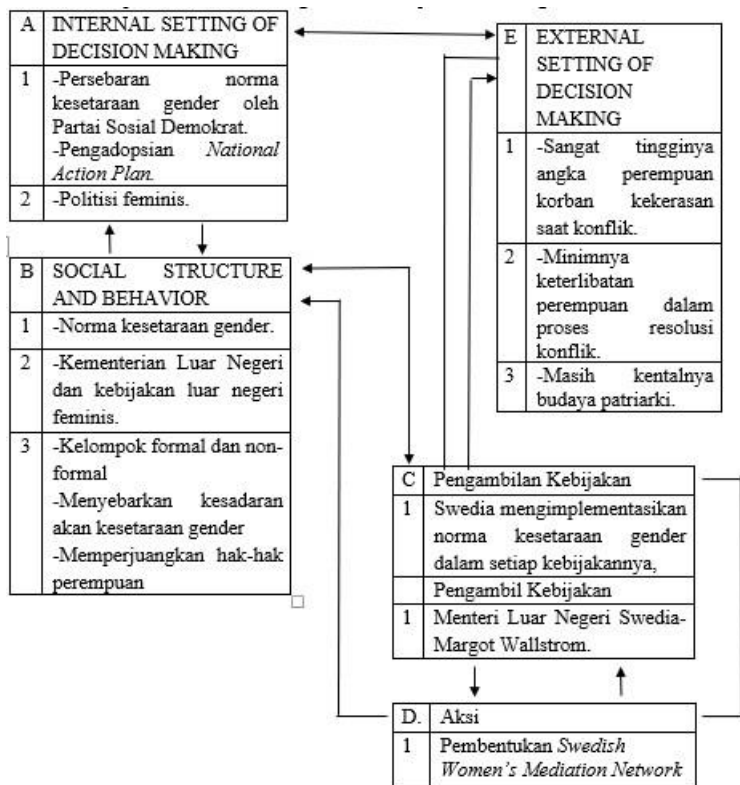 A INTERNAL SETTING OF
DECISION MAKING
1 -Persebaran norma
kesetaraan gender oleh
Partai Sosial Demokrat.
-Pengadopsian National
Action Plan.
2 -Politisi feminis.
B SOCIAL STRUCTURE
AND BEHAVIOR
1 -Norma kesetaraan gender.
2 -Kementerian Luar Negeri
dan kebijakan luar negeri
feminis.
3 -Kelompok formal dan non-
formal
-Menyebarkan kesadaran
akan kesetaraan gender
-Memperjuangkan hak-hak
perempuan
E EXTERNAL
SETTING OF
DECISION
MAKING
1 -Sangat tingginya
angka perempuan
korban kekerasan
saat konflik.
2 -Minimnya
keterlibatan
perempuan dalam
proses resolusi
konflik.
3 -Masih kentalnya
budaya patriarki.
C Pengambilan Kebijakan
1 Swedia mengimplementasikan
norma kesetaraan gender
dalam setiap kebijakannya,
Pengambil Kebijakan
1 Menteri Luar Negeri Swedia-
Margot Wallstrom.
D. Aksi
1 Pembentukan Swedish
Women's Mediation Network